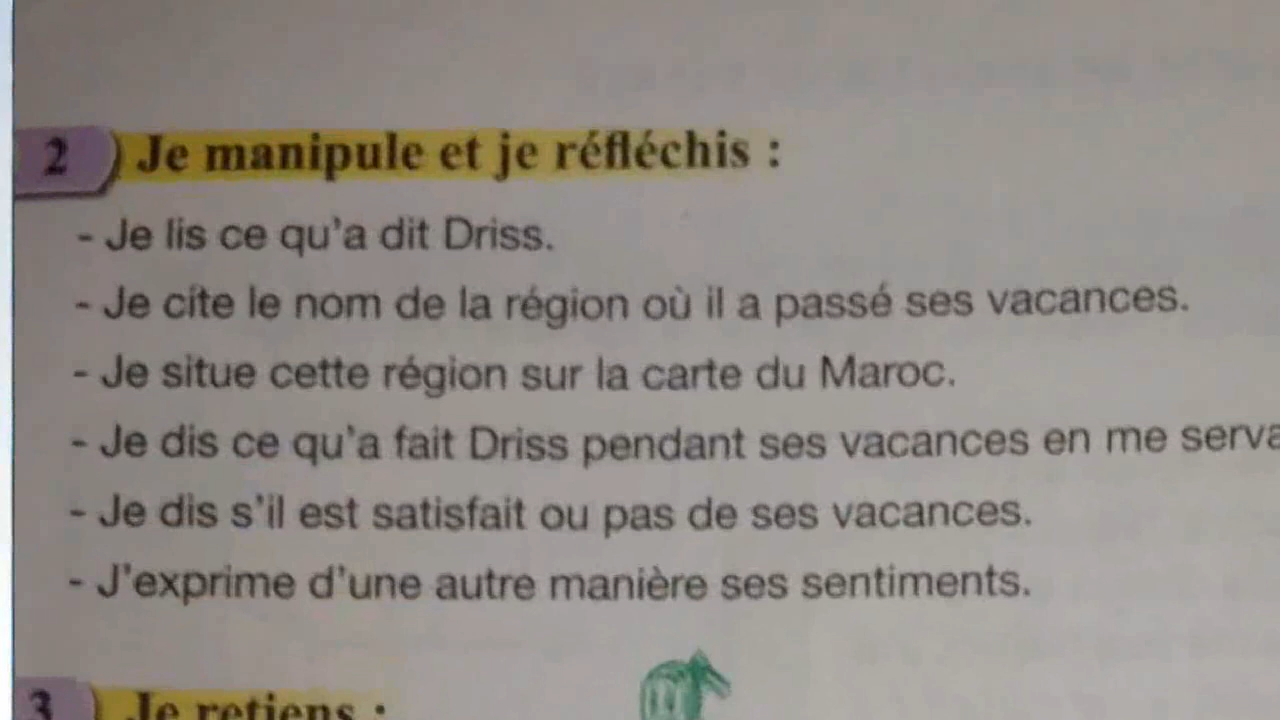 2 Je manipule et je réfléchis :
- Je lis ce qu'a dit Driss.
- Je cite le nom de la région où il a passé ses vacances.
- Je situe cette région sur la carte du Maroc.
- Je dis ce qu'a fait Driss pendant ses vacances en me serva
- Je dis s'il est satisfait ou pas de ses vacances.
- J'exprime d'une autre manière ses sentiments.
3 Je retiens :